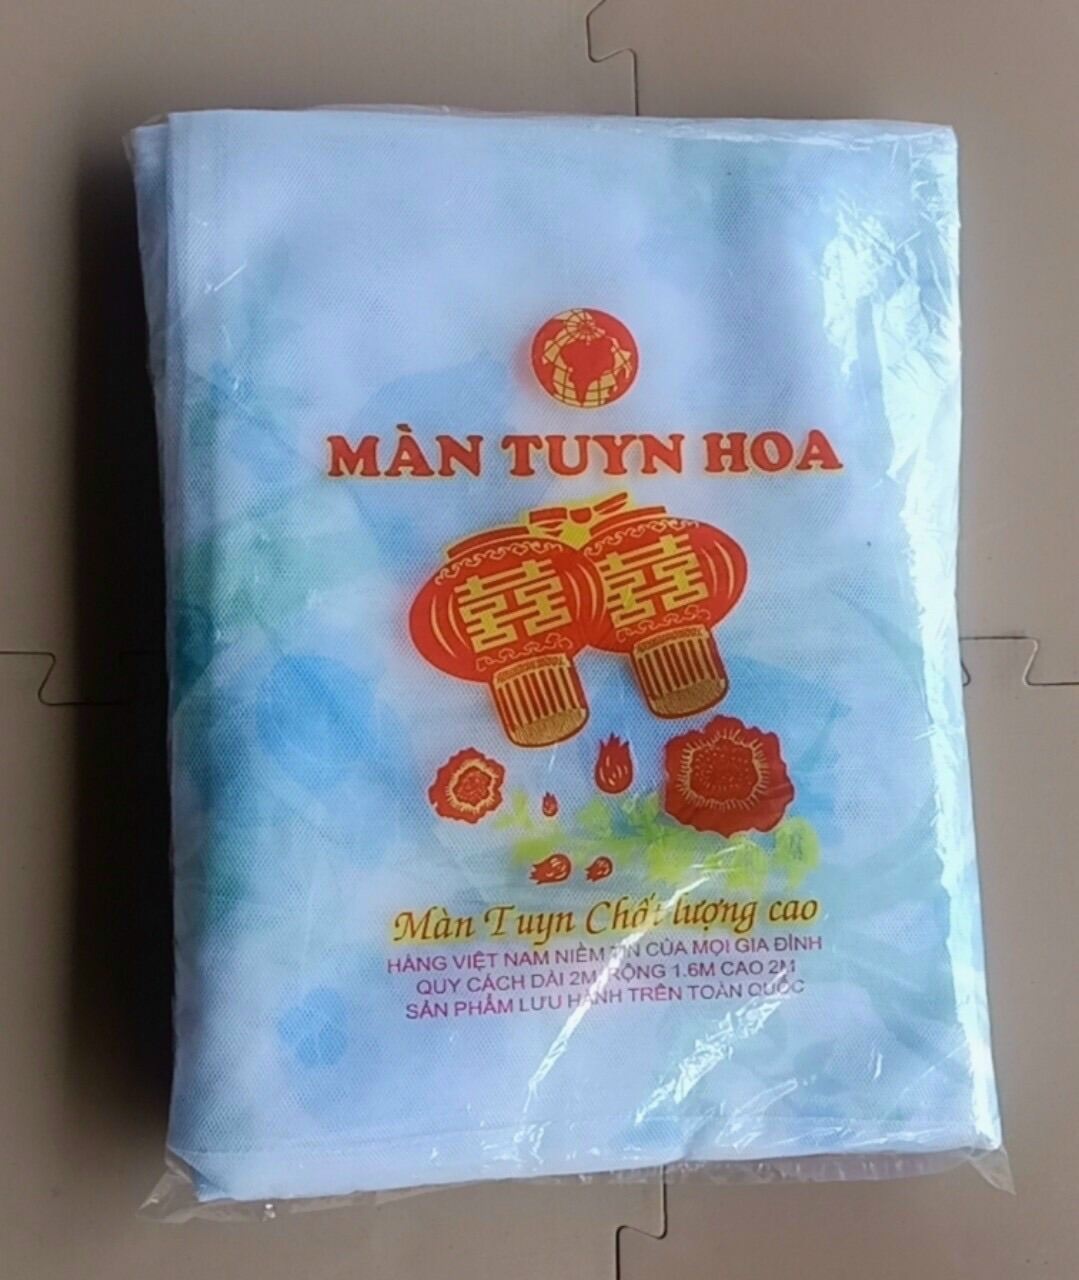 MÀN TUYN HOA
囍 囍
Màn Tuyn Chất lượng cao
HÀNG VIỆT NAM NIỀM TIN CỦA MỌI GIA ĐÌNH
QUY CÁCH DÀI 2M RỘNG 1.6M CAO 2M
SẢN PHẨM LƯU HÀNH TRÊN TOÀN QUỐC